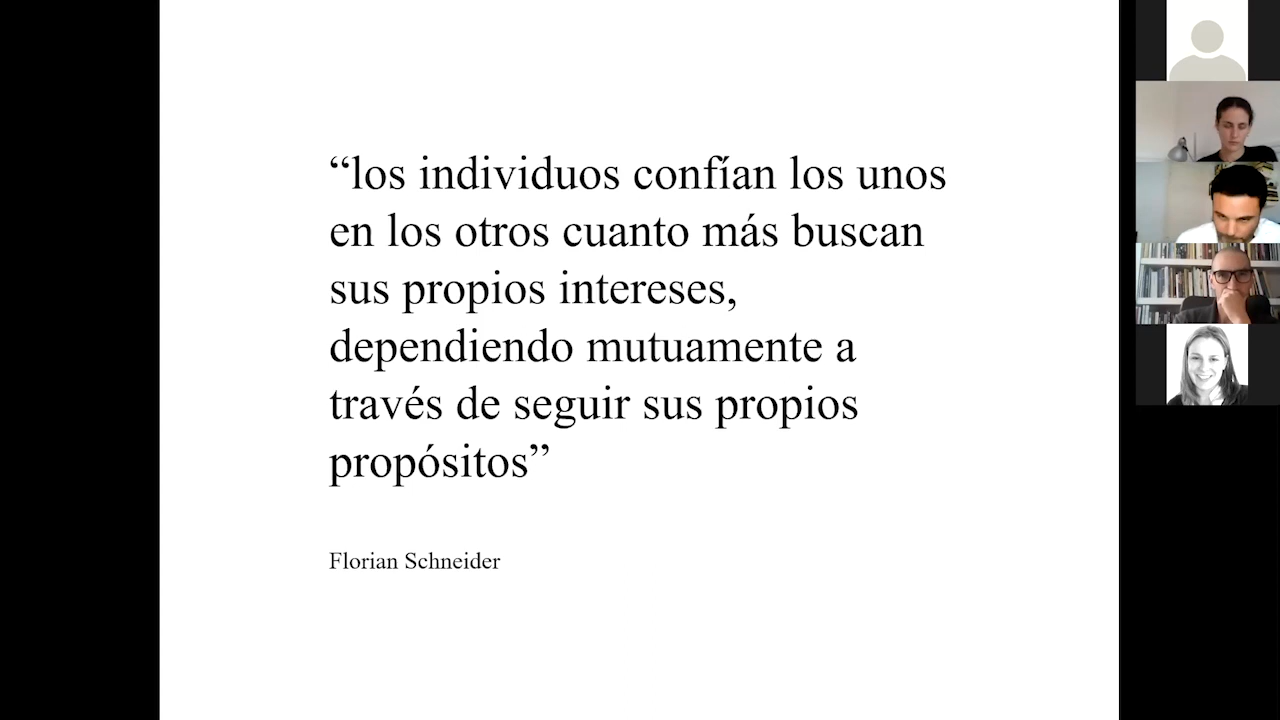 “los individuos confían los unos
en los otros cuanto más buscan
sus propios intereses,
dependiendo mutuamente a
través de seguir sus propios
propósitos”
Florian Schneider